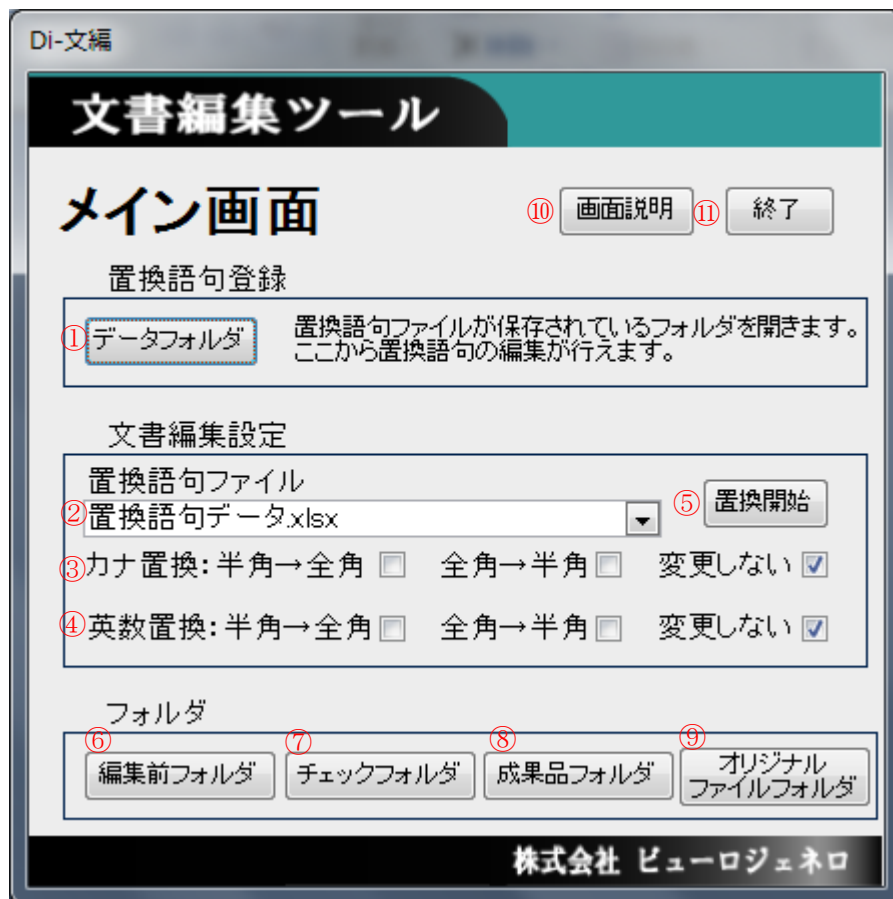 Di-文編
文書編集ツール
メイン画面
⑩ 画面説明 ⑪ 終了
置換語句登録
① データフォルダ
置換語句ファイルが保存されているフォルダを開きます。
ここから置換語句の編集が行えます。
文書編集設定
置換語句ファイル
② 置換語句データ.xlsx
⑤ 置換開始
③ カナ置換:半角→全角 全角→半角 変更しない
④ 英数置換:半角→全角 全角→半角 変更しない
フォルダ
⑥ 編集前フォルダ
⑦ チェックフォルダ
⑧ 成果品フォルダ
⑨ オリジナル
ファイルフォルダ
株式会社 ビューロジェネロ